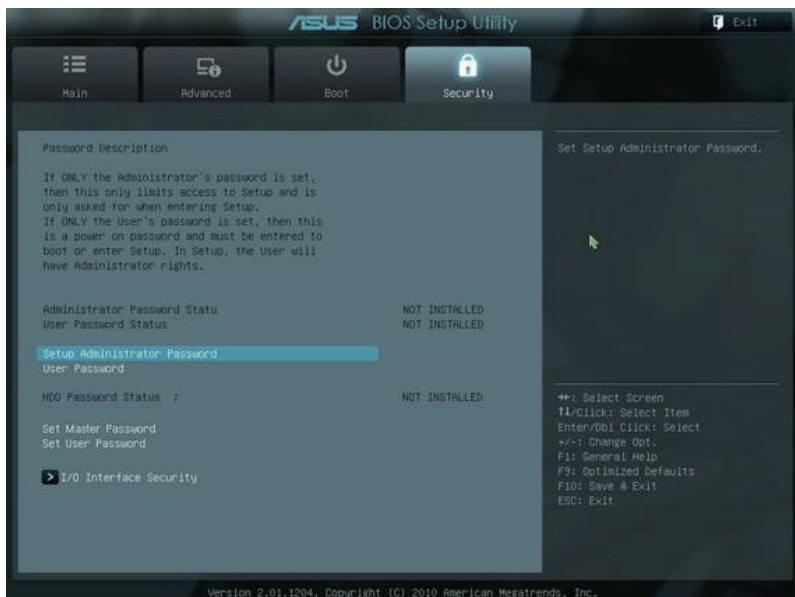 ASUS BIOS Setup Utility
Exit
Main
Advanced
Boot
Security
Password Description
If ONLY the Administrator's password is set,
then this only limits access to Setup and is
only asked for when entering Setup.
If ONLY the User's password is set, then this
is a power on password and must be entered to
boot or enter Setup. In Setup, the User will
have Administrator rights.
Administrator Password Statu NOT INSTALLED
User Password Status NOT INSTALLED
Setup Administrator Password
User Password
HDD Password Status : NOT INSTALLED
Set Master Password
Set User Password
I/O Interface Security
Set Setup Administrator Password.
→←: Select Screen
↑↓/Click: Select Item
Enter/Dbl Click: Select
+/-: Change Opt.
F1: General Help
F9: Optimized Defaults
F10: Save & Exit
ESC: Exit
Version 2.01.1204, Copyright (C) 2010 American Megatrends, Inc.